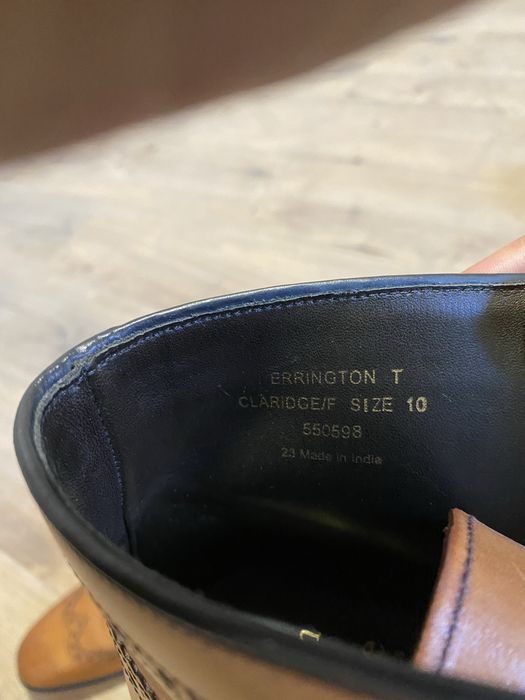 ERRINGTON T
CLARIDGE/F SIZE 10
550598
23 Made in India